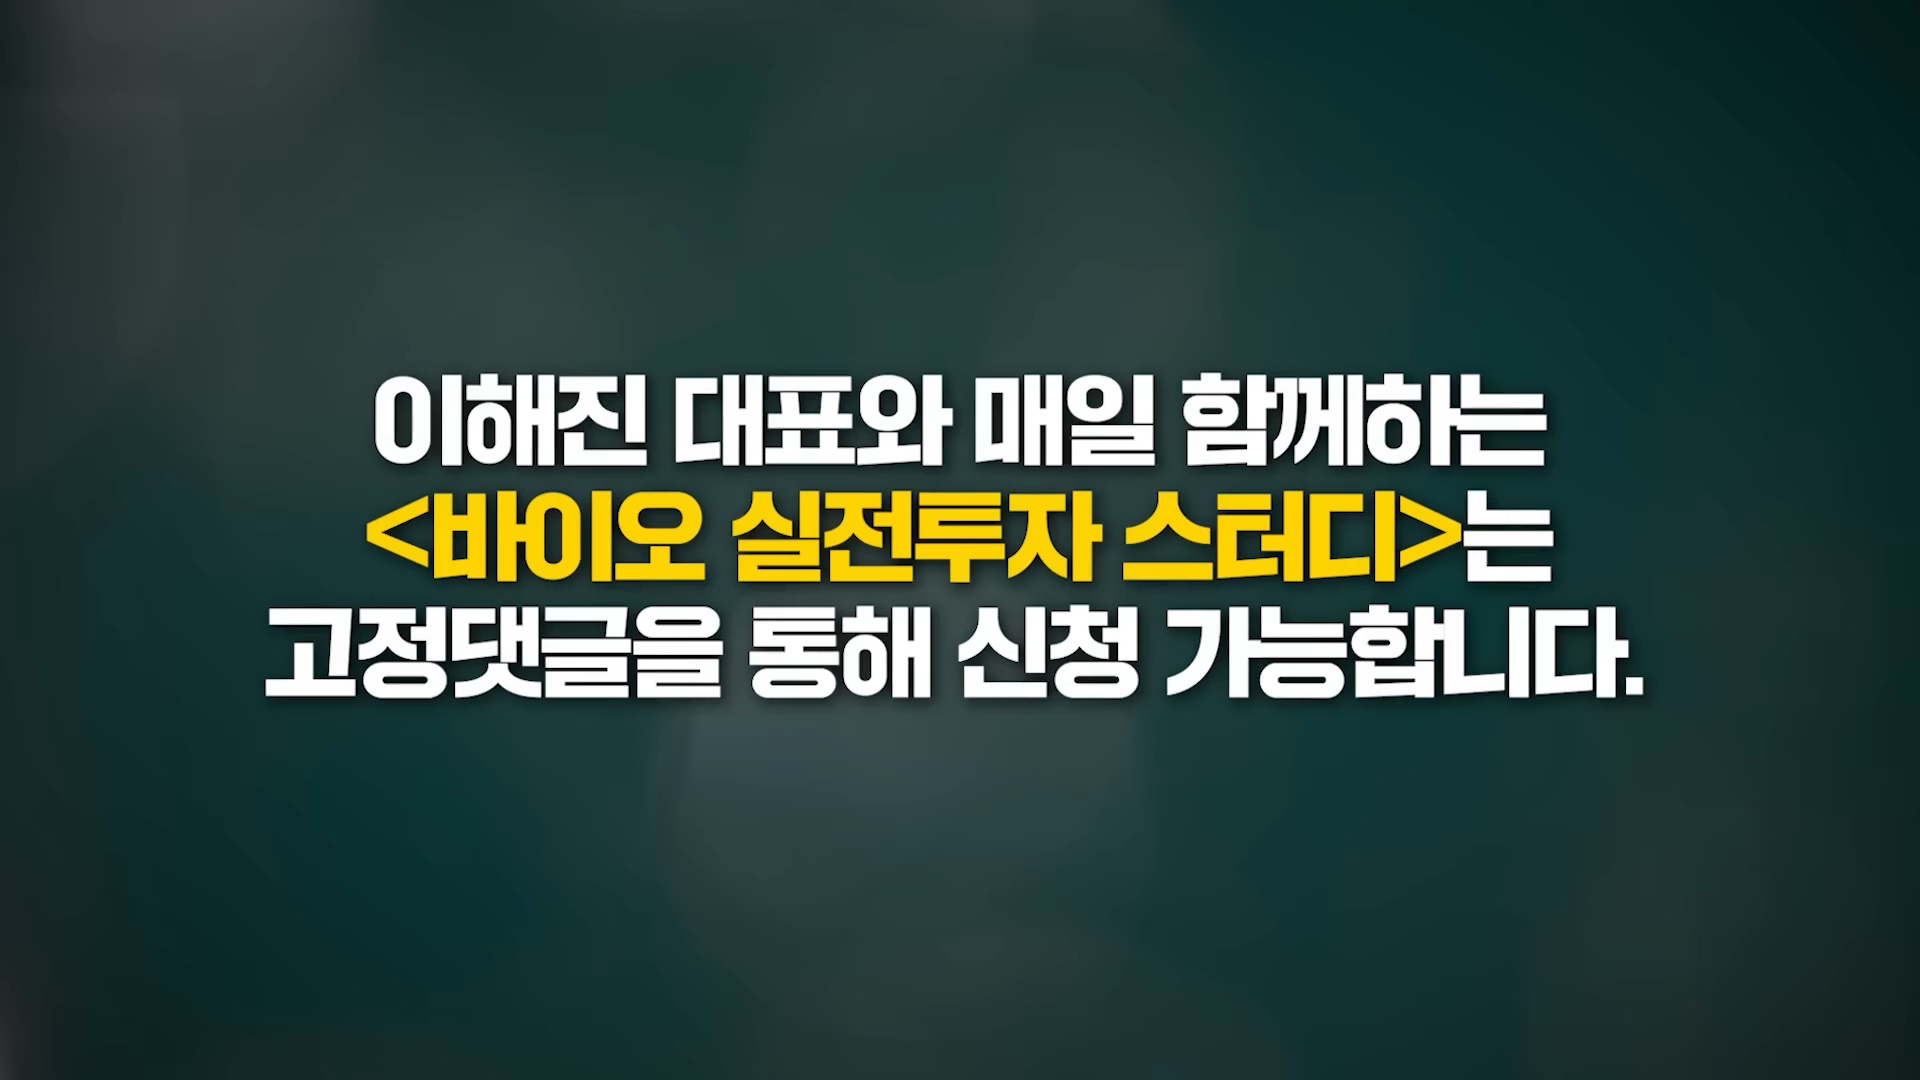 이해진 대표와 매일 함께하는
<바이오 실전투자 스터디>는
고정댓글을 통해 신청 가능합니다.